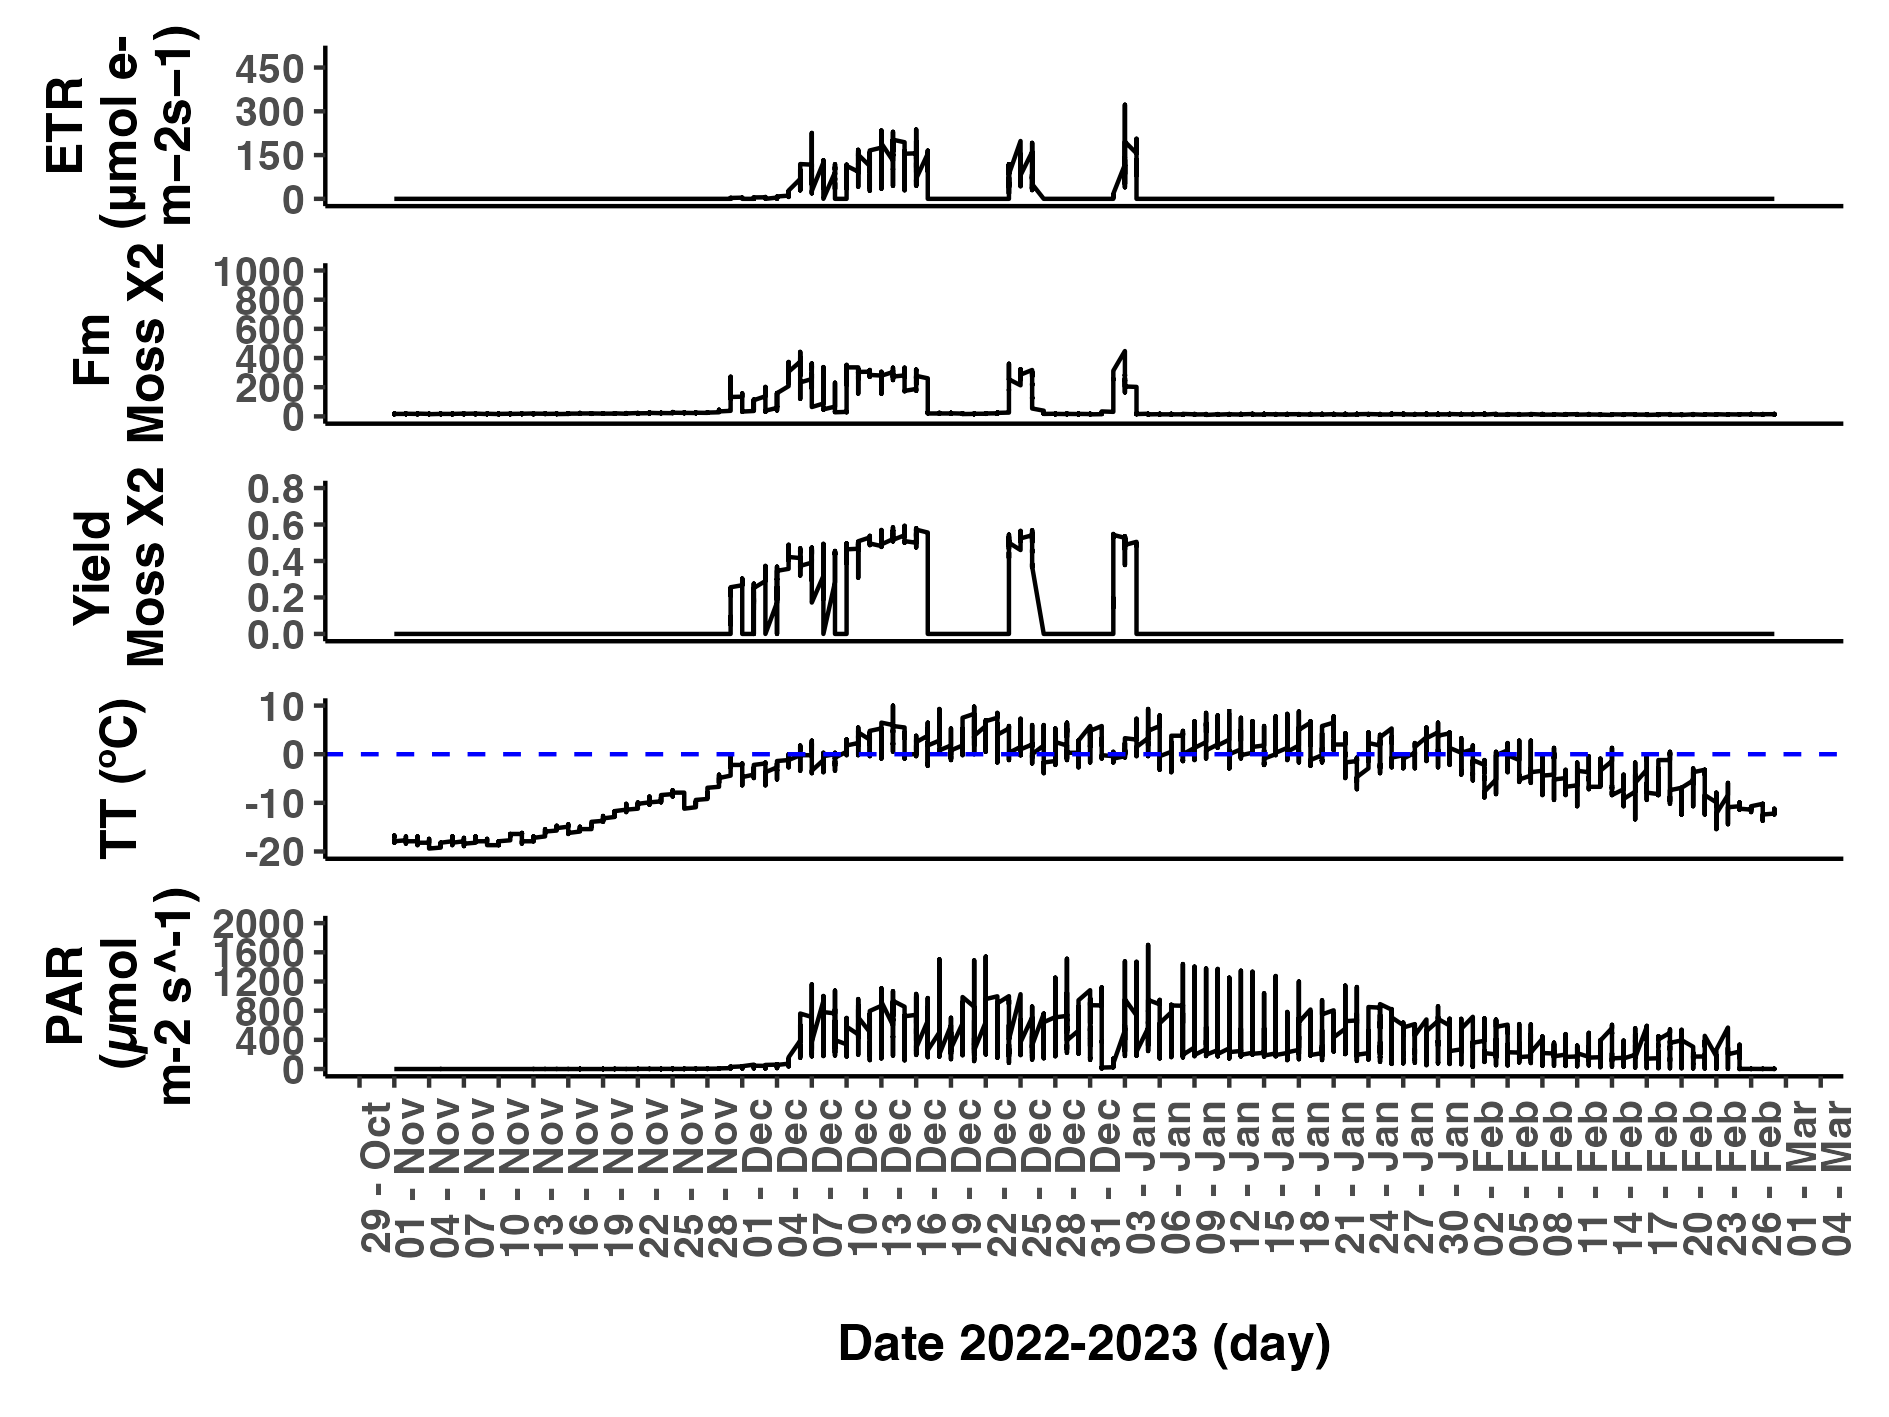 ETR
(µmol e-
m−2s−1)
450
300
150
0
Fm
Moss X2
1000
800
600
400
200
0
Yield
Moss X2
0.8
0.6
0.4
0.2
0.0
TT (ºC)
10
0
-10
-20
PAR
(µmol
m-2 s^-1)
2000
1600
1200
800
400
0
29 - Oct
01 - Nov
04 - Nov
07 - Nov
10 - Nov
13 - Nov
16 - Nov
19 - Nov
22 - Nov
25 - Nov
28 - Nov
01 - Dec
04 - Dec
07 - Dec
10 - Dec
13 - Dec
16 - Dec
19 - Dec
22 - Dec
25 - Dec
28 - Dec
31 - Dec
03 - Jan
06 - Jan
09 - Jan
12 - Jan
15 - Jan
18 - Jan
21 - Jan
24 - Jan
27 - Jan
30 - Jan
02 - Feb
05 - Feb
08 - Feb
11 - Feb
14 - Feb
17 - Feb
20 - Feb
23 - Feb
26 - Feb
01 - Mar
04 - Mar
Date 2022-2023 (day)